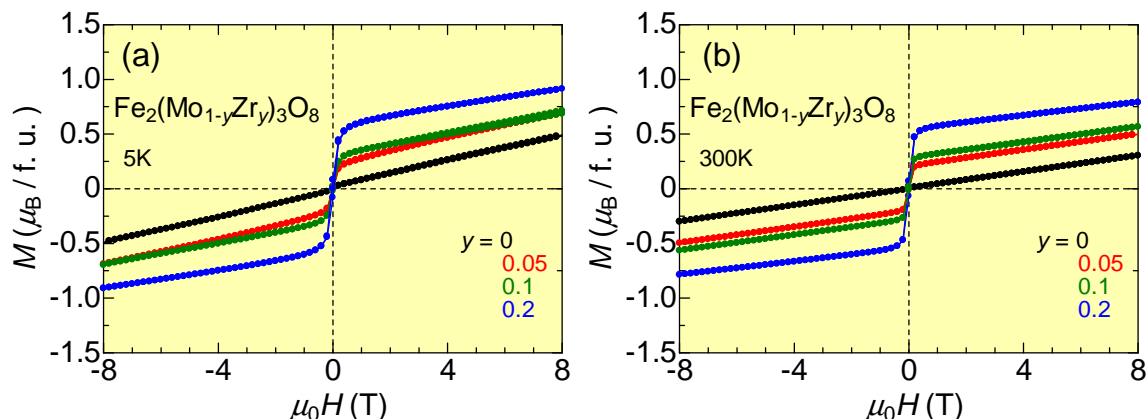 (a)
Fe2(Mo1-yZry)3O8
5K
y = 0
0.05
0.1
0.2
1.5
1.0
0.5
0
-0.5
-1.0
-1.5
M (μB / f. u.)
-8
-4
0
4
8
μ0H (T)
(b)
Fe2(Mo1-yZry)3O8
300K
y = 0
0.05
0.1
0.2
1.5
1.0
0.5
0
-0.5
-1.0
-1.5
M (μB / f. u.)
-8
-4
0
4
8
μ0H (T)